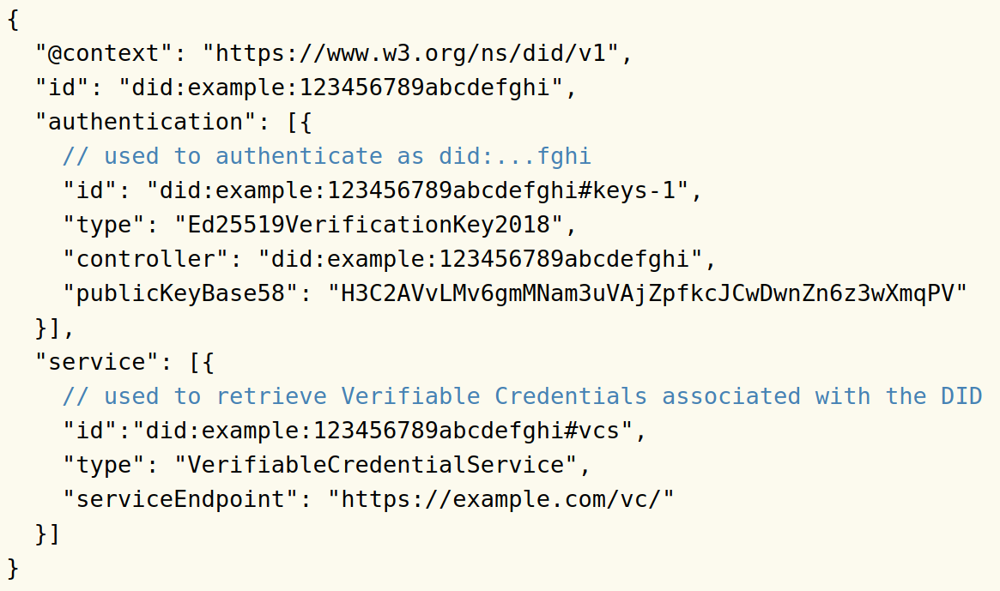 {
  "@context": "https://www.w3.org/ns/did/v1",
  "id": "did:example:123456789abcdefghi",
  "authentication": [{
    // used to authenticate as did:...fghi
    "id": "did:example:123456789abcdefghi#keys-1",
    "type": "Ed25519VerificationKey2018",
    "controller": "did:example:123456789abcdefghi",
    "publicKeyBase58": "H3C2AVvLMv6gmMNam3uVAjZpfkcJCwDwnZn6z3wXmqPV"
  }],
  "service": [{
    // used to retrieve Verifiable Credentials associated with the DID
    "id":"did:example:123456789abcdefghi#vcs",
    "type": "VerifiableCredentialService",
    "serviceEndpoint": "https://example.com/vc/"
  }]
}